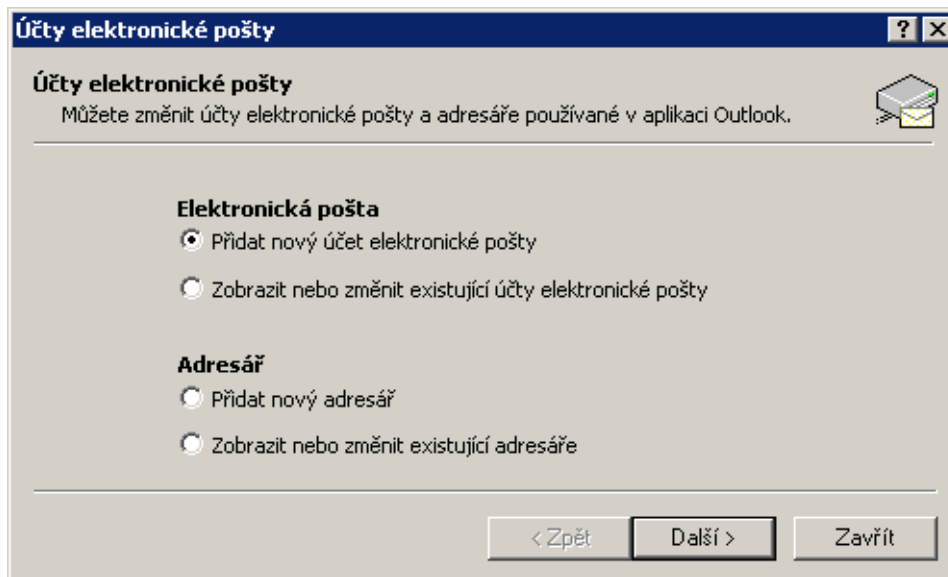 Účty elektronické pošty
Účty elektronické pošty
Můžete změnit účty elektronické pošty a adresáře používané v aplikaci Outlook.
Elektronická pošta
Přidat nový účet elektronické pošty
Zobrazit nebo změnit existující účty elektronické pošty
Adresář
Přidat nový adresář
Zobrazit nebo změnit existující adresáře
< Zpět Další > Zavřít